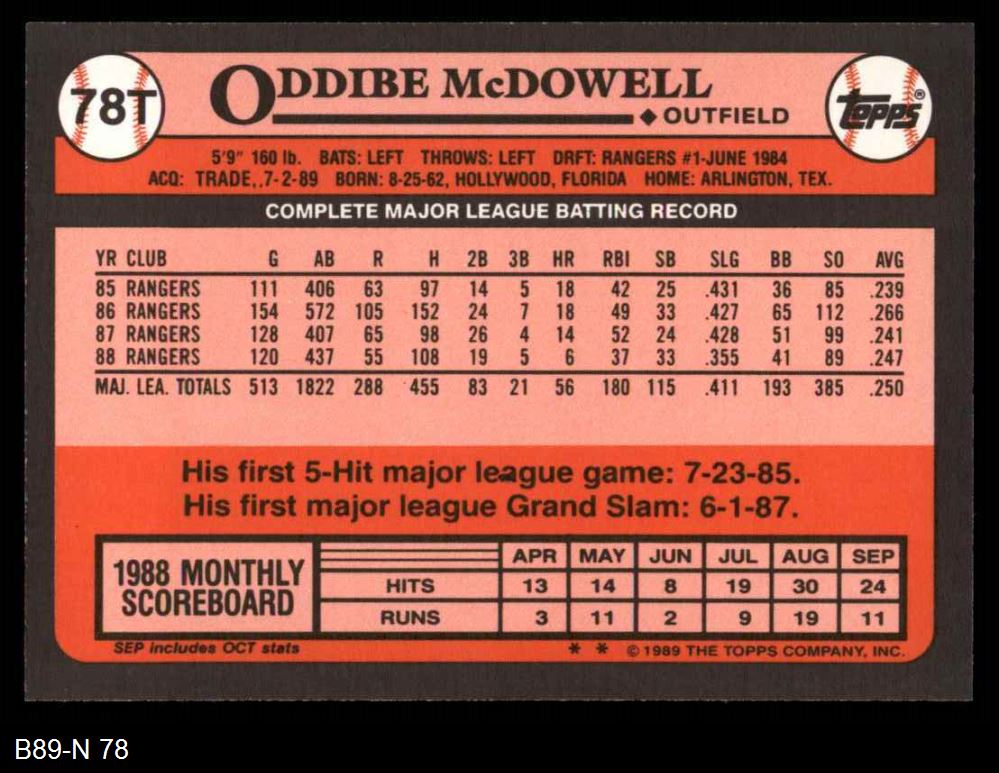 78T
ODDIBE McDOWELL
◆ OUTFIELD
TOPPS®
5'9" 160 lb. BATS: LEFT THROWS: LEFT DRFT: RANGERS #1-JUNE 1984
ACQ: TRADE,.7-2-89 BORN: 8-25-62, HOLLYWOOD, FLORIDA HOME: ARLINGTON, TEX.
COMPLETE MAJOR LEAGUE BATTING RECORD
YR CLUB G AB R H 2B 3B HR RBI SB SLG BB SO AVG
85 RANGERS 111 406 63 97 14 5 18 42 25 .431 36 85 .239
86 RANGERS 154 572 105 152 24 7 18 49 33 .427 65 112 .266
87 RANGERS 128 407 65 98 26 4 14 52 24 .428 51 99 .241
88 RANGERS 120 437 55 108 19 5 6 37 33 .355 41 89 .247
MAJ. LEA. TOTALS 513 1822 288 455 83 21 56 180 115 .411 193 385 .250
His first 5-Hit major league game: 7-23-85.
His first major league Grand Slam: 6-1-87.
1988 MONTHLY
SCOREBOARD
APR MAY JUN JUL AUG SEP
HITS 13 14 8 19 30 24
RUNS 3 11 2 9 19 11
SEP includes OCT stats
* * © 1989 THE TOPPS COMPANY, INC.
B89-N 78